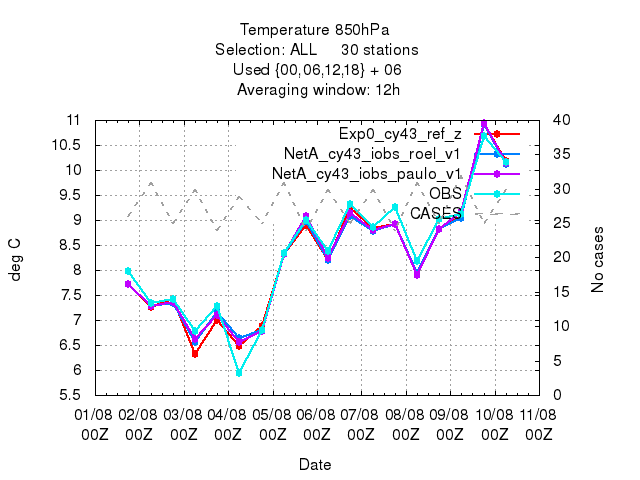 Temperature 850hPa
Selection: ALL     30 stations
Used {00,06,12,18} + 06
Averaging window: 12h
11
10.5
10
9.5
9
8.5
8
7.5
7
6.5
6
5.5
deg C
40
35
30
25
20
15
10
5
0
No cases
Exp0_cy43_ref_z
NetA_cy43_iobs_roel_v1
NetA_cy43_iobs_paulo_v1
OBS
CASES
01/08 02/08 03/08 04/08 05/08 06/08 07/08 08/08 09/08 10/08 11/08
00Z 00Z 00Z 00Z 00Z 00Z 00Z 00Z 00Z 00Z 00Z
Date